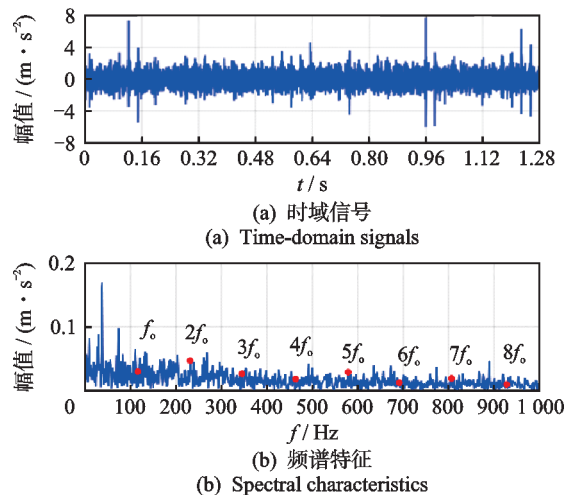 8
4
0
−4
−8
幅值 / (m·s⁻²)
0 0.16 0.32 0.48 0.64 0.80 0.96 1.12 1.28
t / s
(a) 时域信号
(a) Time-domain signals
0.2
0.1
幅值 / (m·s⁻²)
fₒ 2fₒ 3fₒ 4fₒ 5fₒ 6fₒ 7fₒ 8fₒ
0 100 200 300 400 500 600 700 800 900 1 000
f / Hz
(b) 频谱特征
(b) Spectral characteristics